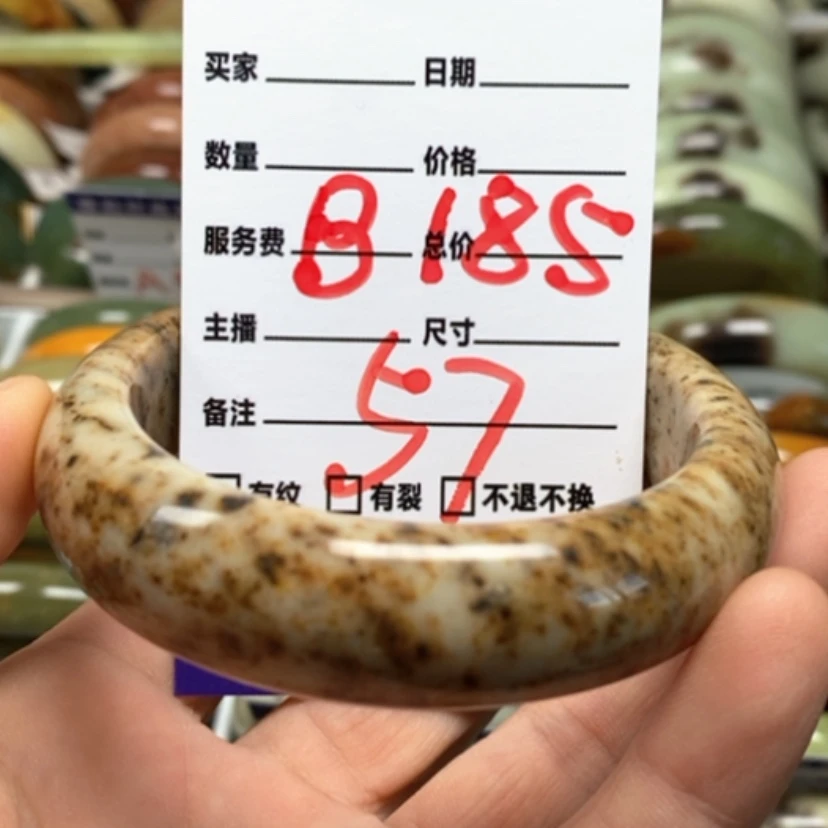 买家 日期
数量 价格
服务费 B 总价 185
主播 尺寸
57
备注
有纹 有裂 不退不换